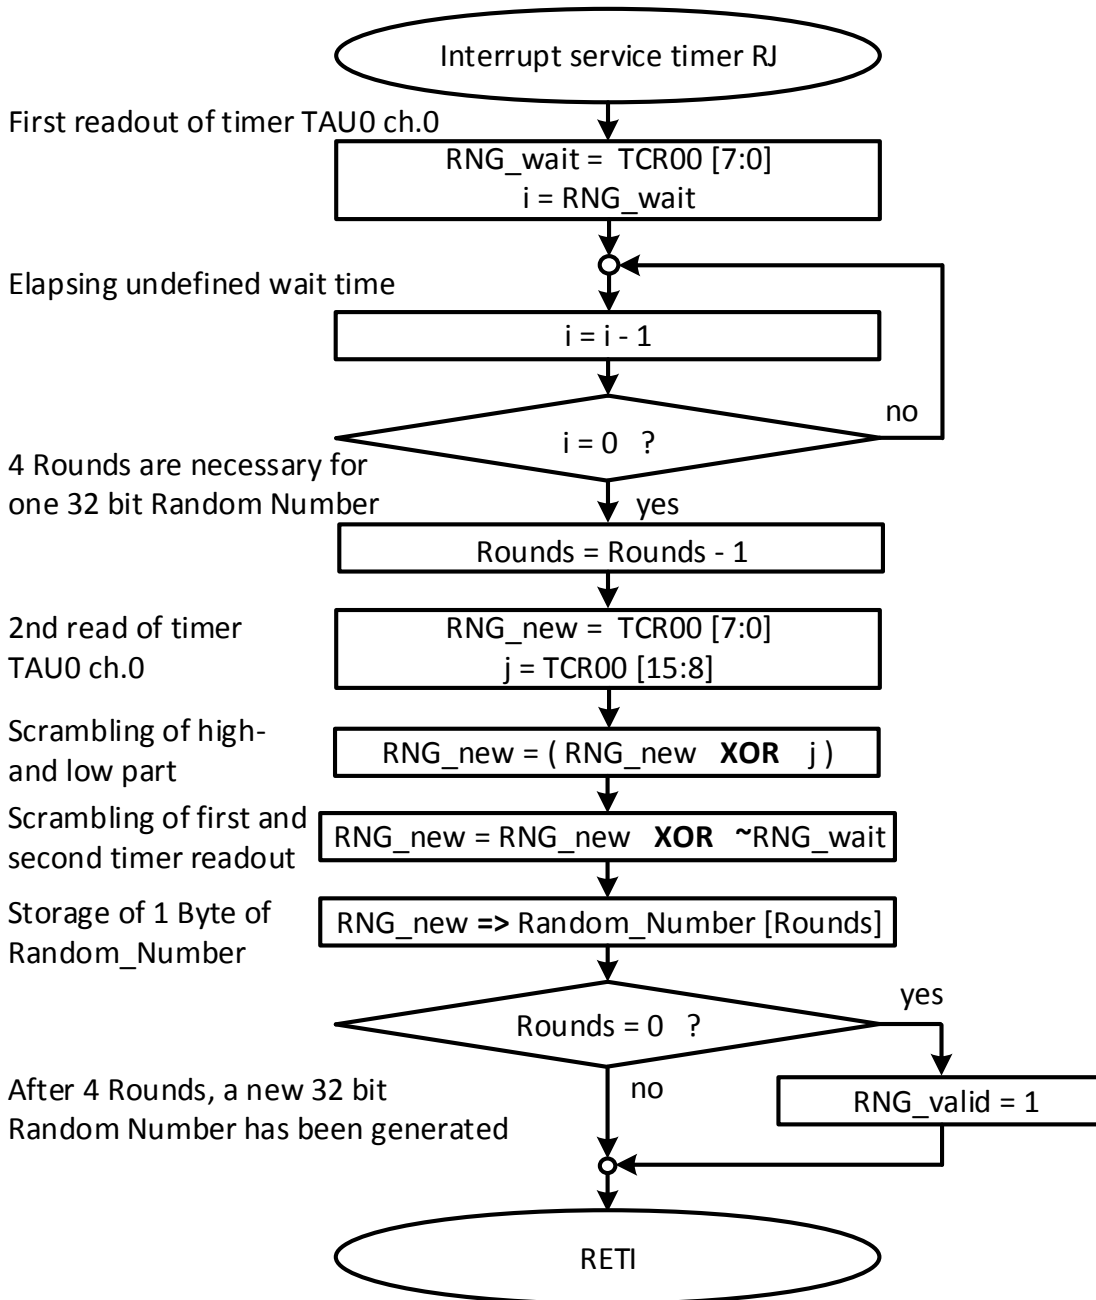 Interrupt service timer RJ
First readout of timer TAU0 ch.0
RNG_wait = TCR00 [7:0]
i = RNG_wait
Elapsing undefined wait time
i = i - 1
no
i = 0 ?
4 Rounds are necessary for
one 32 bit Random Number
yes
Rounds = Rounds - 1
2nd read of timer
TAU0 ch.0
RNG_new = TCR00 [7:0]
j = TCR00 [15:8]
Scrambling of high-
and low part
RNG_new = ( RNG_new XOR j )
Scrambling of first and
second timer readout
RNG_new = RNG_new XOR ~RNG_wait
Storage of 1 Byte of
Random_Number
RNG_new => Random_Number [Rounds]
yes
Rounds = 0 ?
no
After 4 Rounds, a new 32 bit
Random Number has been generated
RNG_valid = 1
RETI